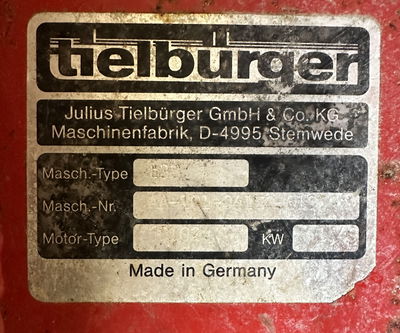 tielbürger
Julius Tielbürger GmbH & Co. KG
Maschinenfabrik, D-4995 Stemwede
Masch.-Type
Masch.-Nr.
Motor-Type KW
Made in Germany